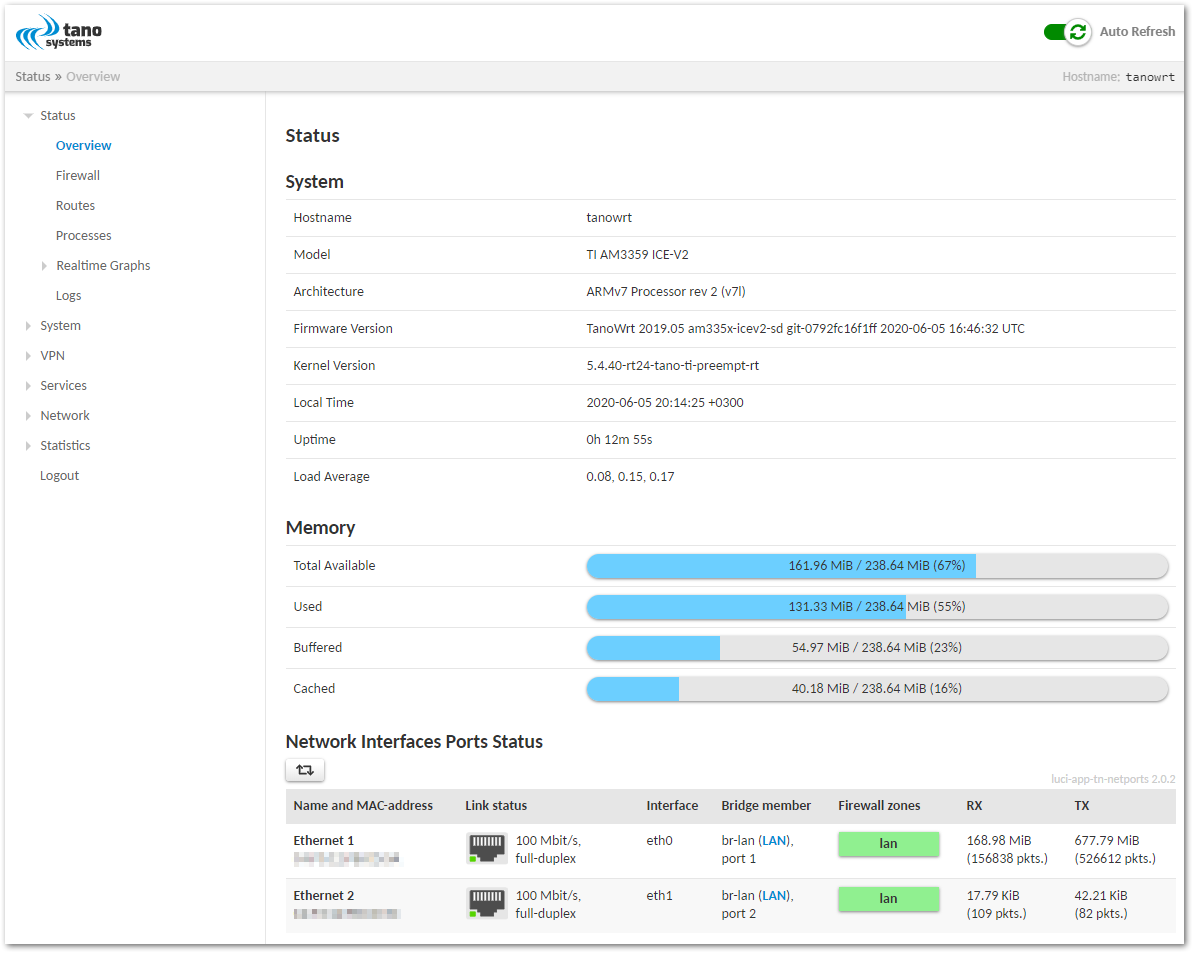 tano
systems
Auto Refresh
Status » Overview
Hostname: tanowrt
Status
Overview
Firewall
Routes
Processes
Realtime Graphs
Logs
System
VPN
Services
Network
Statistics
Logout
Status
System
Hostname tanowrt
Model TI AM3359 ICE-V2
Architecture ARMv7 Processor rev 2 (v7l)
Firmware Version TanoWrt 2019.05 am335x-icev2-sd git-0792fc16f1ff 2020-06-05 16:46:32 UTC
Kernel Version 5.4.40-rt24-tano-ti-preempt-rt
Local Time 2020-06-05 20:14:25 +0300
Uptime 0h 12m 55s
Load Average 0.08, 0.15, 0.17
Memory
Total Available 161.96 MiB / 238.64 MiB (67%)
Used 131.33 MiB / 238.64 MiB (55%)
Buffered 54.97 MiB / 238.64 MiB (23%)
Cached 40.18 MiB / 238.64 MiB (16%)
Network Interfaces Ports Status
luci-app-tn-netports 2.0.2
Name and MAC-address Link status Interface Bridge member Firewall zones RX TX
Ethernet 1 100 Mbit/s, eth0 br-lan (LAN), lan 168.98 MiB 677.79 MiB
full-duplex port 1 (156838 pkts.) (526612 pkts.)
Ethernet 2 100 Mbit/s, eth1 br-lan (LAN), lan 17.79 KiB 42.21 KiB
full-duplex port 2 (109 pkts.) (82 pkts.)